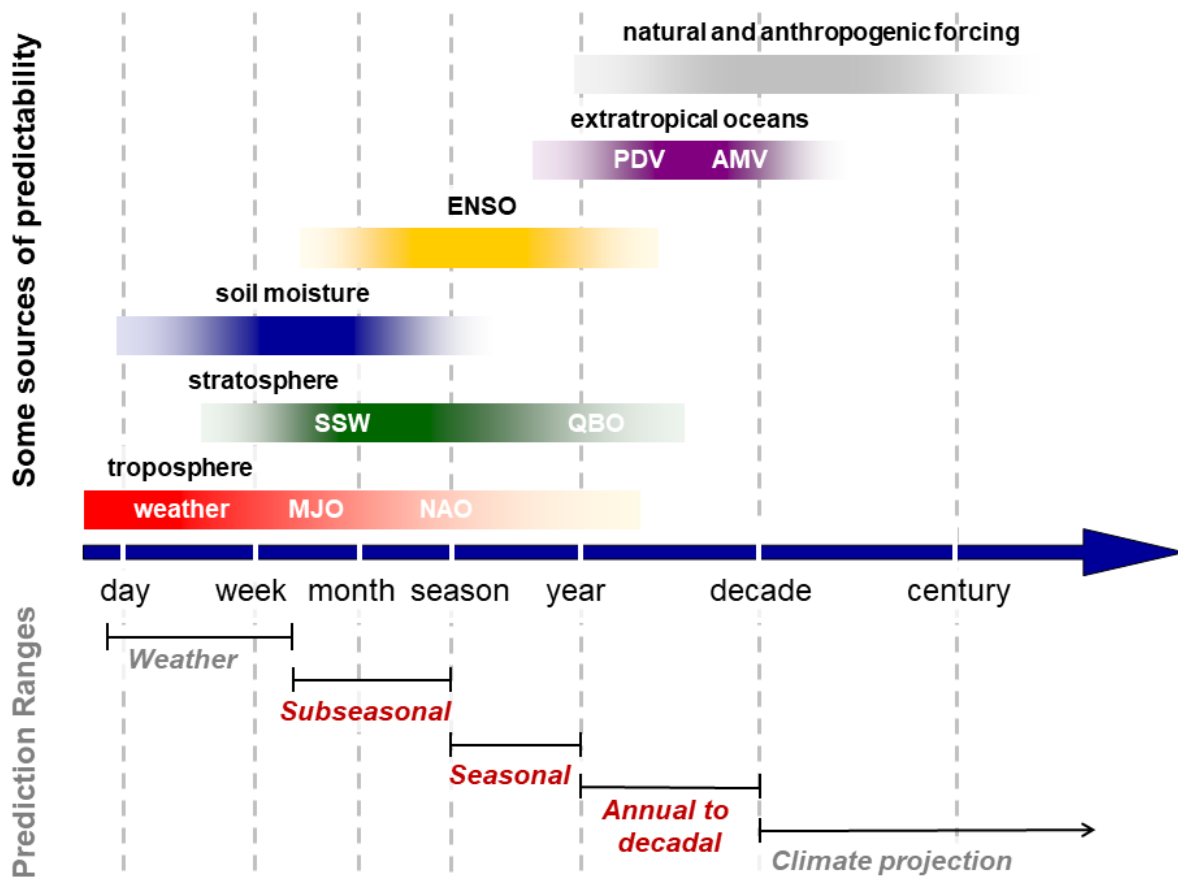 Some sources of predictability
natural and anthropogenic forcing
extratropical oceans
PDV AMV
ENSO
soil moisture
stratosphere
SSW QBO
troposphere
weather MJO NAO
day week month season year decade century
Prediction Ranges
Weather
Subseasonal
Seasonal
Annual to
decadal
Climate projection